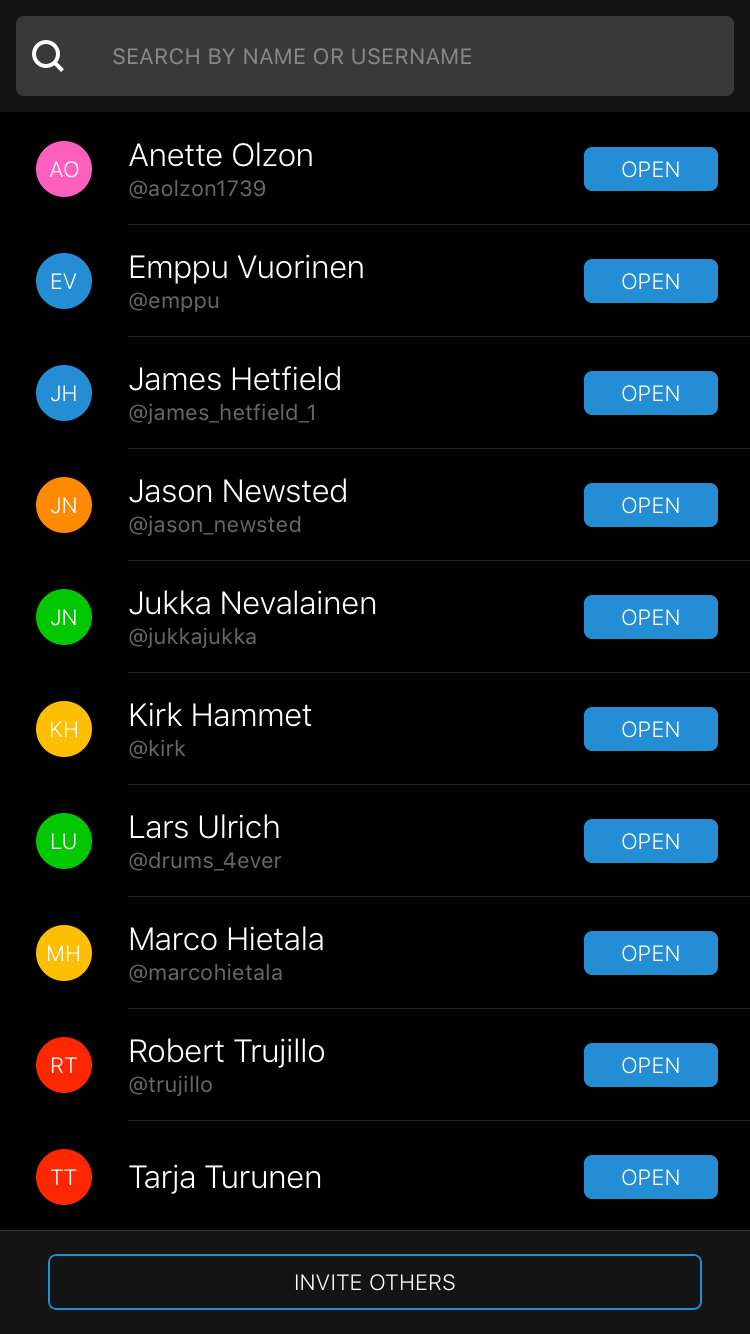 SEARCH BY NAME OR USERNAME
AO
Anette Olzon
@aolzon1739
OPEN
EV
Emppu Vuorinen
@emppu
OPEN
JH
James Hetfield
@james_hetfield_1
OPEN
JN
Jason Newsted
@jason_newsted
OPEN
JN
Jukka Nevalainen
@jukkajukka
OPEN
KH
Kirk Hammet
@kirk
OPEN
LU
Lars Ulrich
@drums_4ever
OPEN
MH
Marco Hietala
@marcohietala
OPEN
RT
Robert Trujillo
@trujillo
OPEN
TT
Tarja Turunen
OPEN
INVITE OTHERS